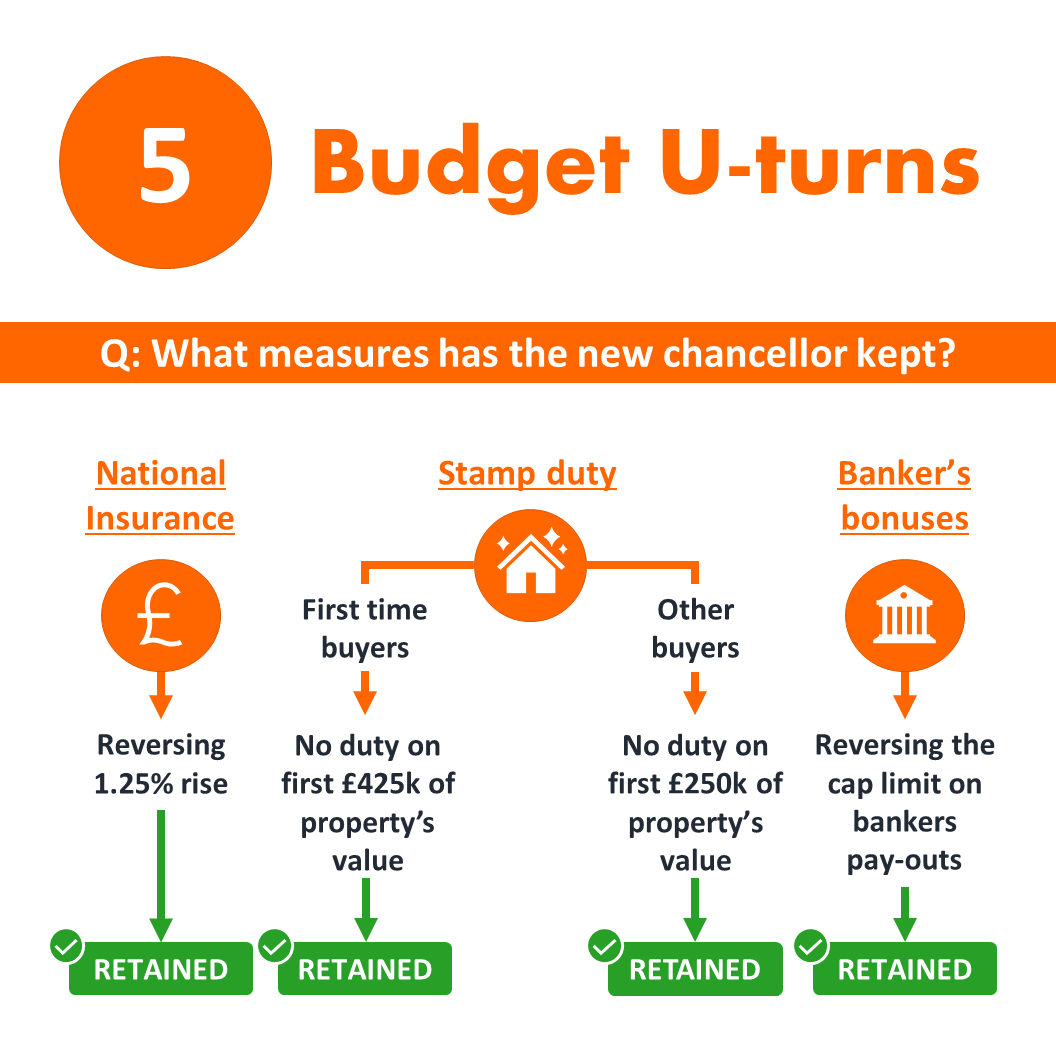 5
Budget U-turns
Q: What measures has the new chancellor kept?
National
Insurance
£
Reversing
1.25% rise
RETAINED
Stamp duty
First time
buyers
No duty on
first £425k of
property's
value
RETAINED
Other
buyers
No duty on
first £250k of
property's
value
RETAINED
Banker's
bonuses
Reversing the
cap limit on
bankers
pay-outs
RETAINED